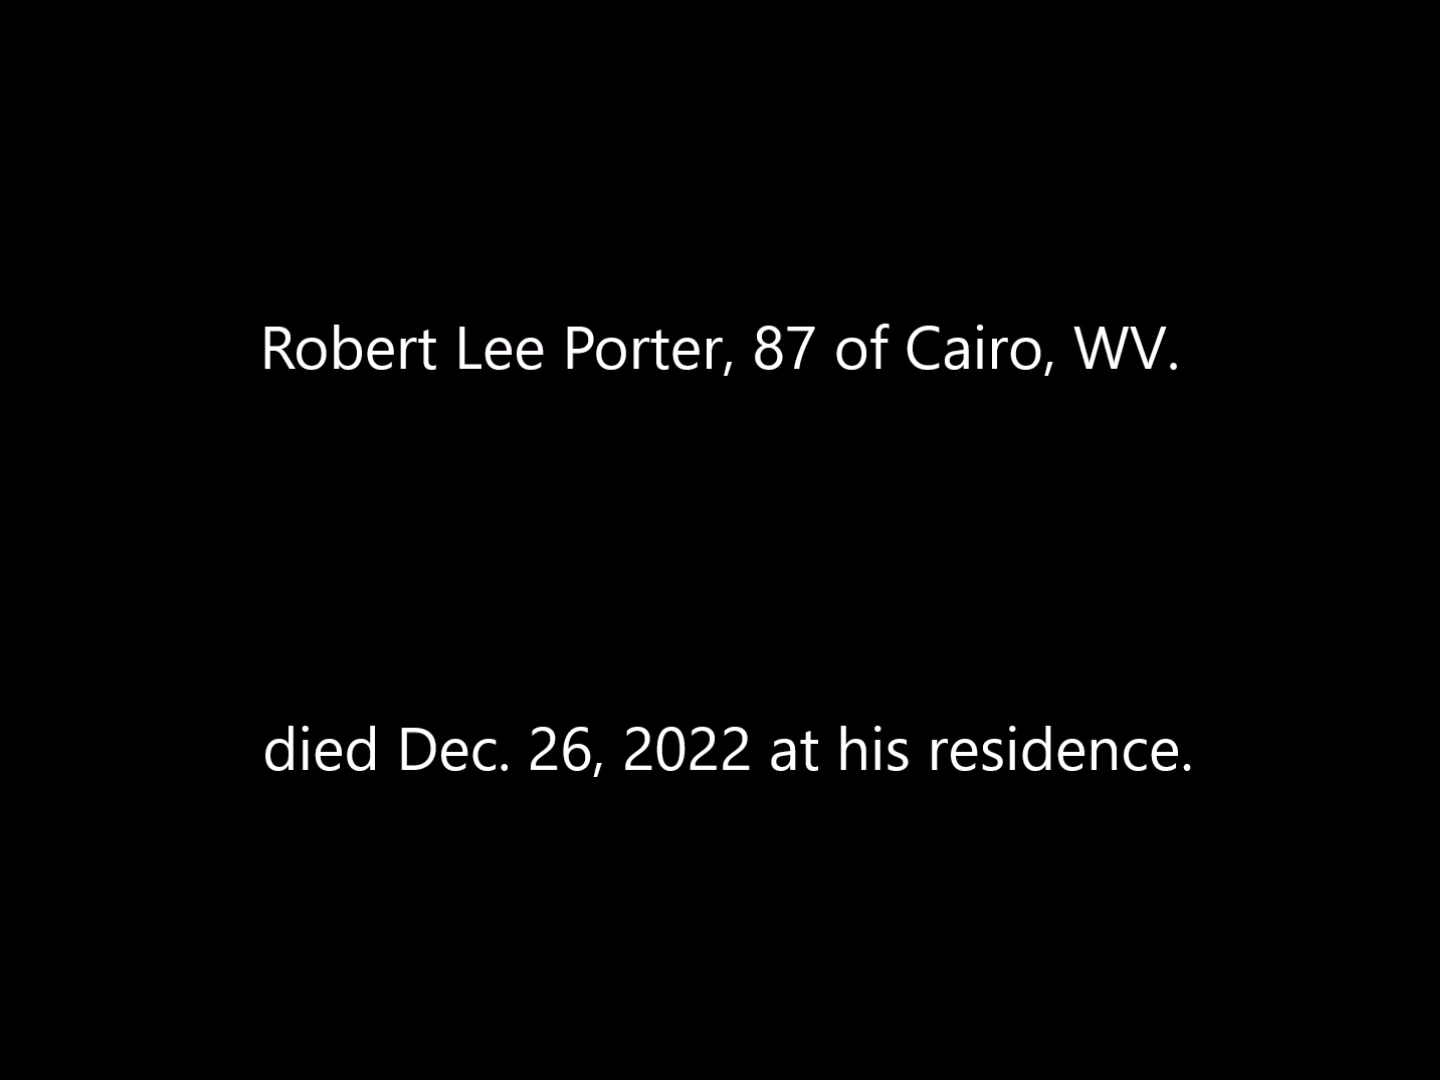 Robert Lee Porter, 87 of Cairo, WV.
died Dec. 26, 2022 at his residence.